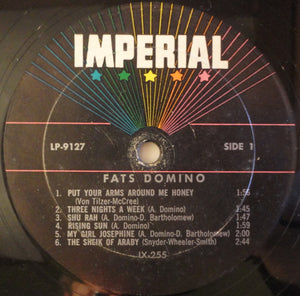 IMPERIAL
LP-9127 SIDE 1
FATS DOMINO
1. PUT YOUR ARMS AROUND ME HONEY 1:56
(Von Tilzer-McCree)
2. THREE NIGHTS A WEEK (A. Domino) 1:45
3. SHU RAH (A. Domino-D. Bartholomew) 1:47
4. RISING SUN (A. Domino) 1:59
5. MY GIRL JOSEPHINE (A. Domino-D. Bartholomew) 2:00
6. THE SHEIK OF ARABY (Snyder-Wheeler-Smith) 2:44
IX-255